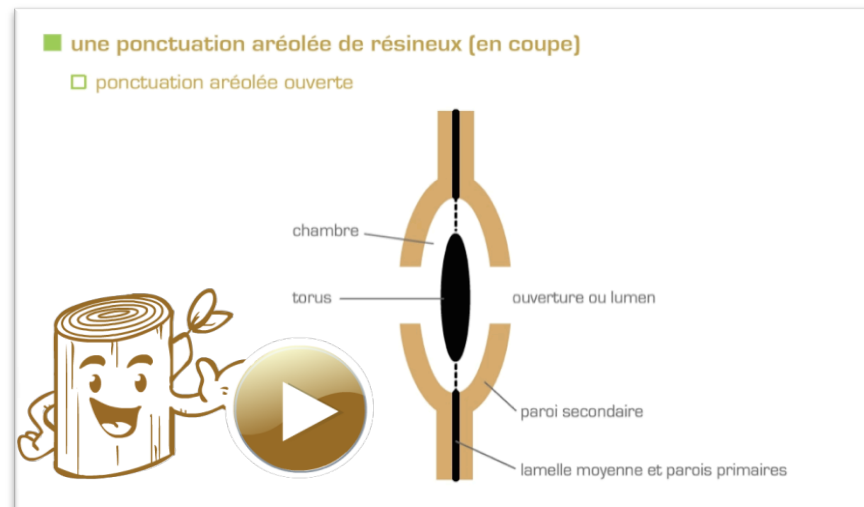 une ponctuation aréolée de résineux (en coupe)
ponctuation aréolée ouverte
chambre
torus
ouverture ou lumen
paroi secondaire
lamelle moyenne et parois primaires